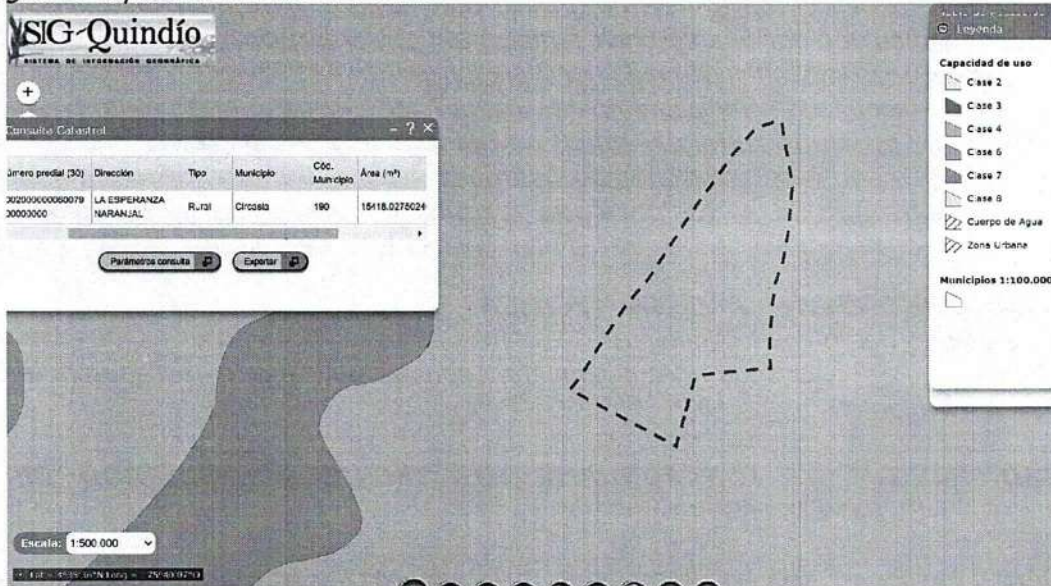 SIG-Quindío
SISTEMA DE INFORMACIÓN GEOGRÁFICA
+
Consulta Catastral
- ? ×
úmero predial (30) Dirección Tipo Municipio Cód. Municipio Área (m²)
LA ESPERANZA NARANJAL Rural Circasia 190 15418.0275024
Parámetros consulta
Exportar
Escala: 1:500.000
Leyenda
Capacidad de uso
Clase 2
Clase 3
Clase 4
Clase 6
Clase 7
Clase 8
Cuerpo de Agua
Zona Urbana
Municipios 1:100.000